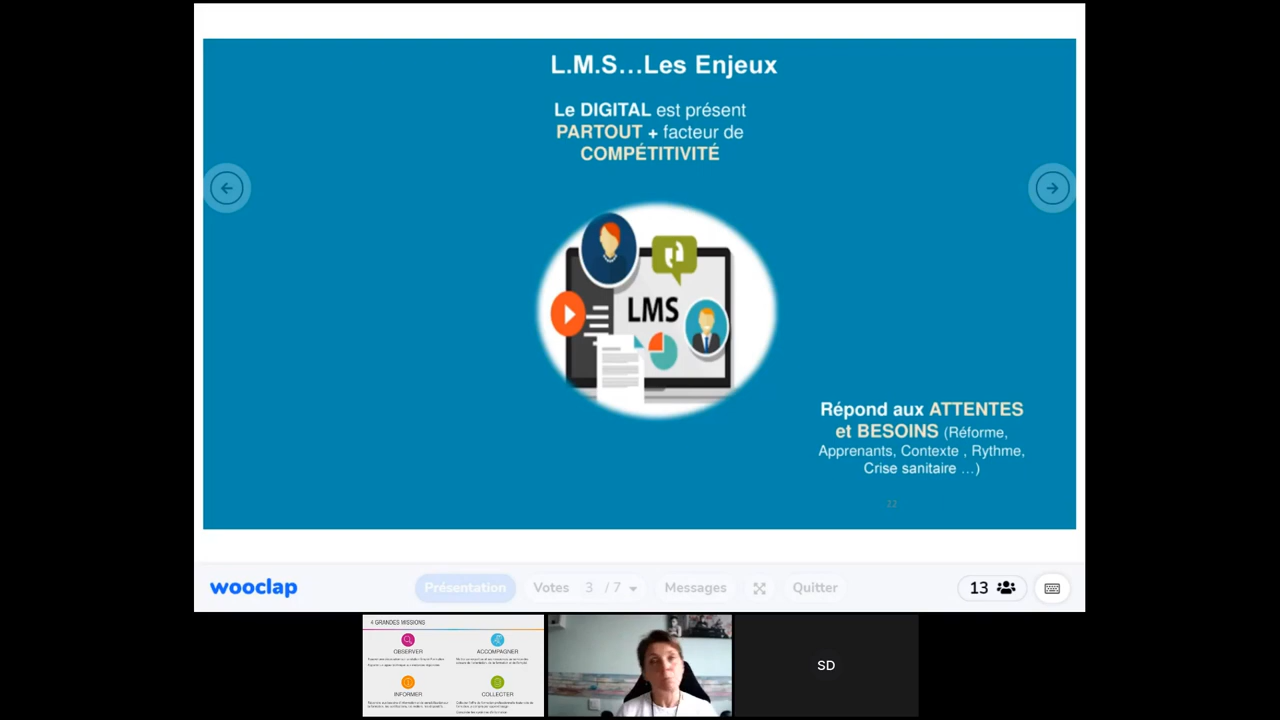 L.M.S...Les Enjeux
Le DIGITAL est présent
PARTOUT + facteur de
COMPÉTITIVITÉ
LMS
Répond aux ATTENTES
et BESOINS (Réforme,
Apprenants, Contexte , Rythme,
Crise sanitaire ...)
22
wooclap
Présentation
Votes 3 / 7
Messages
Quitter
13
4 GRANDES MISSIONS
OBSERVER
ACCOMPAGNER
INFORMER
COLLECTER
SD